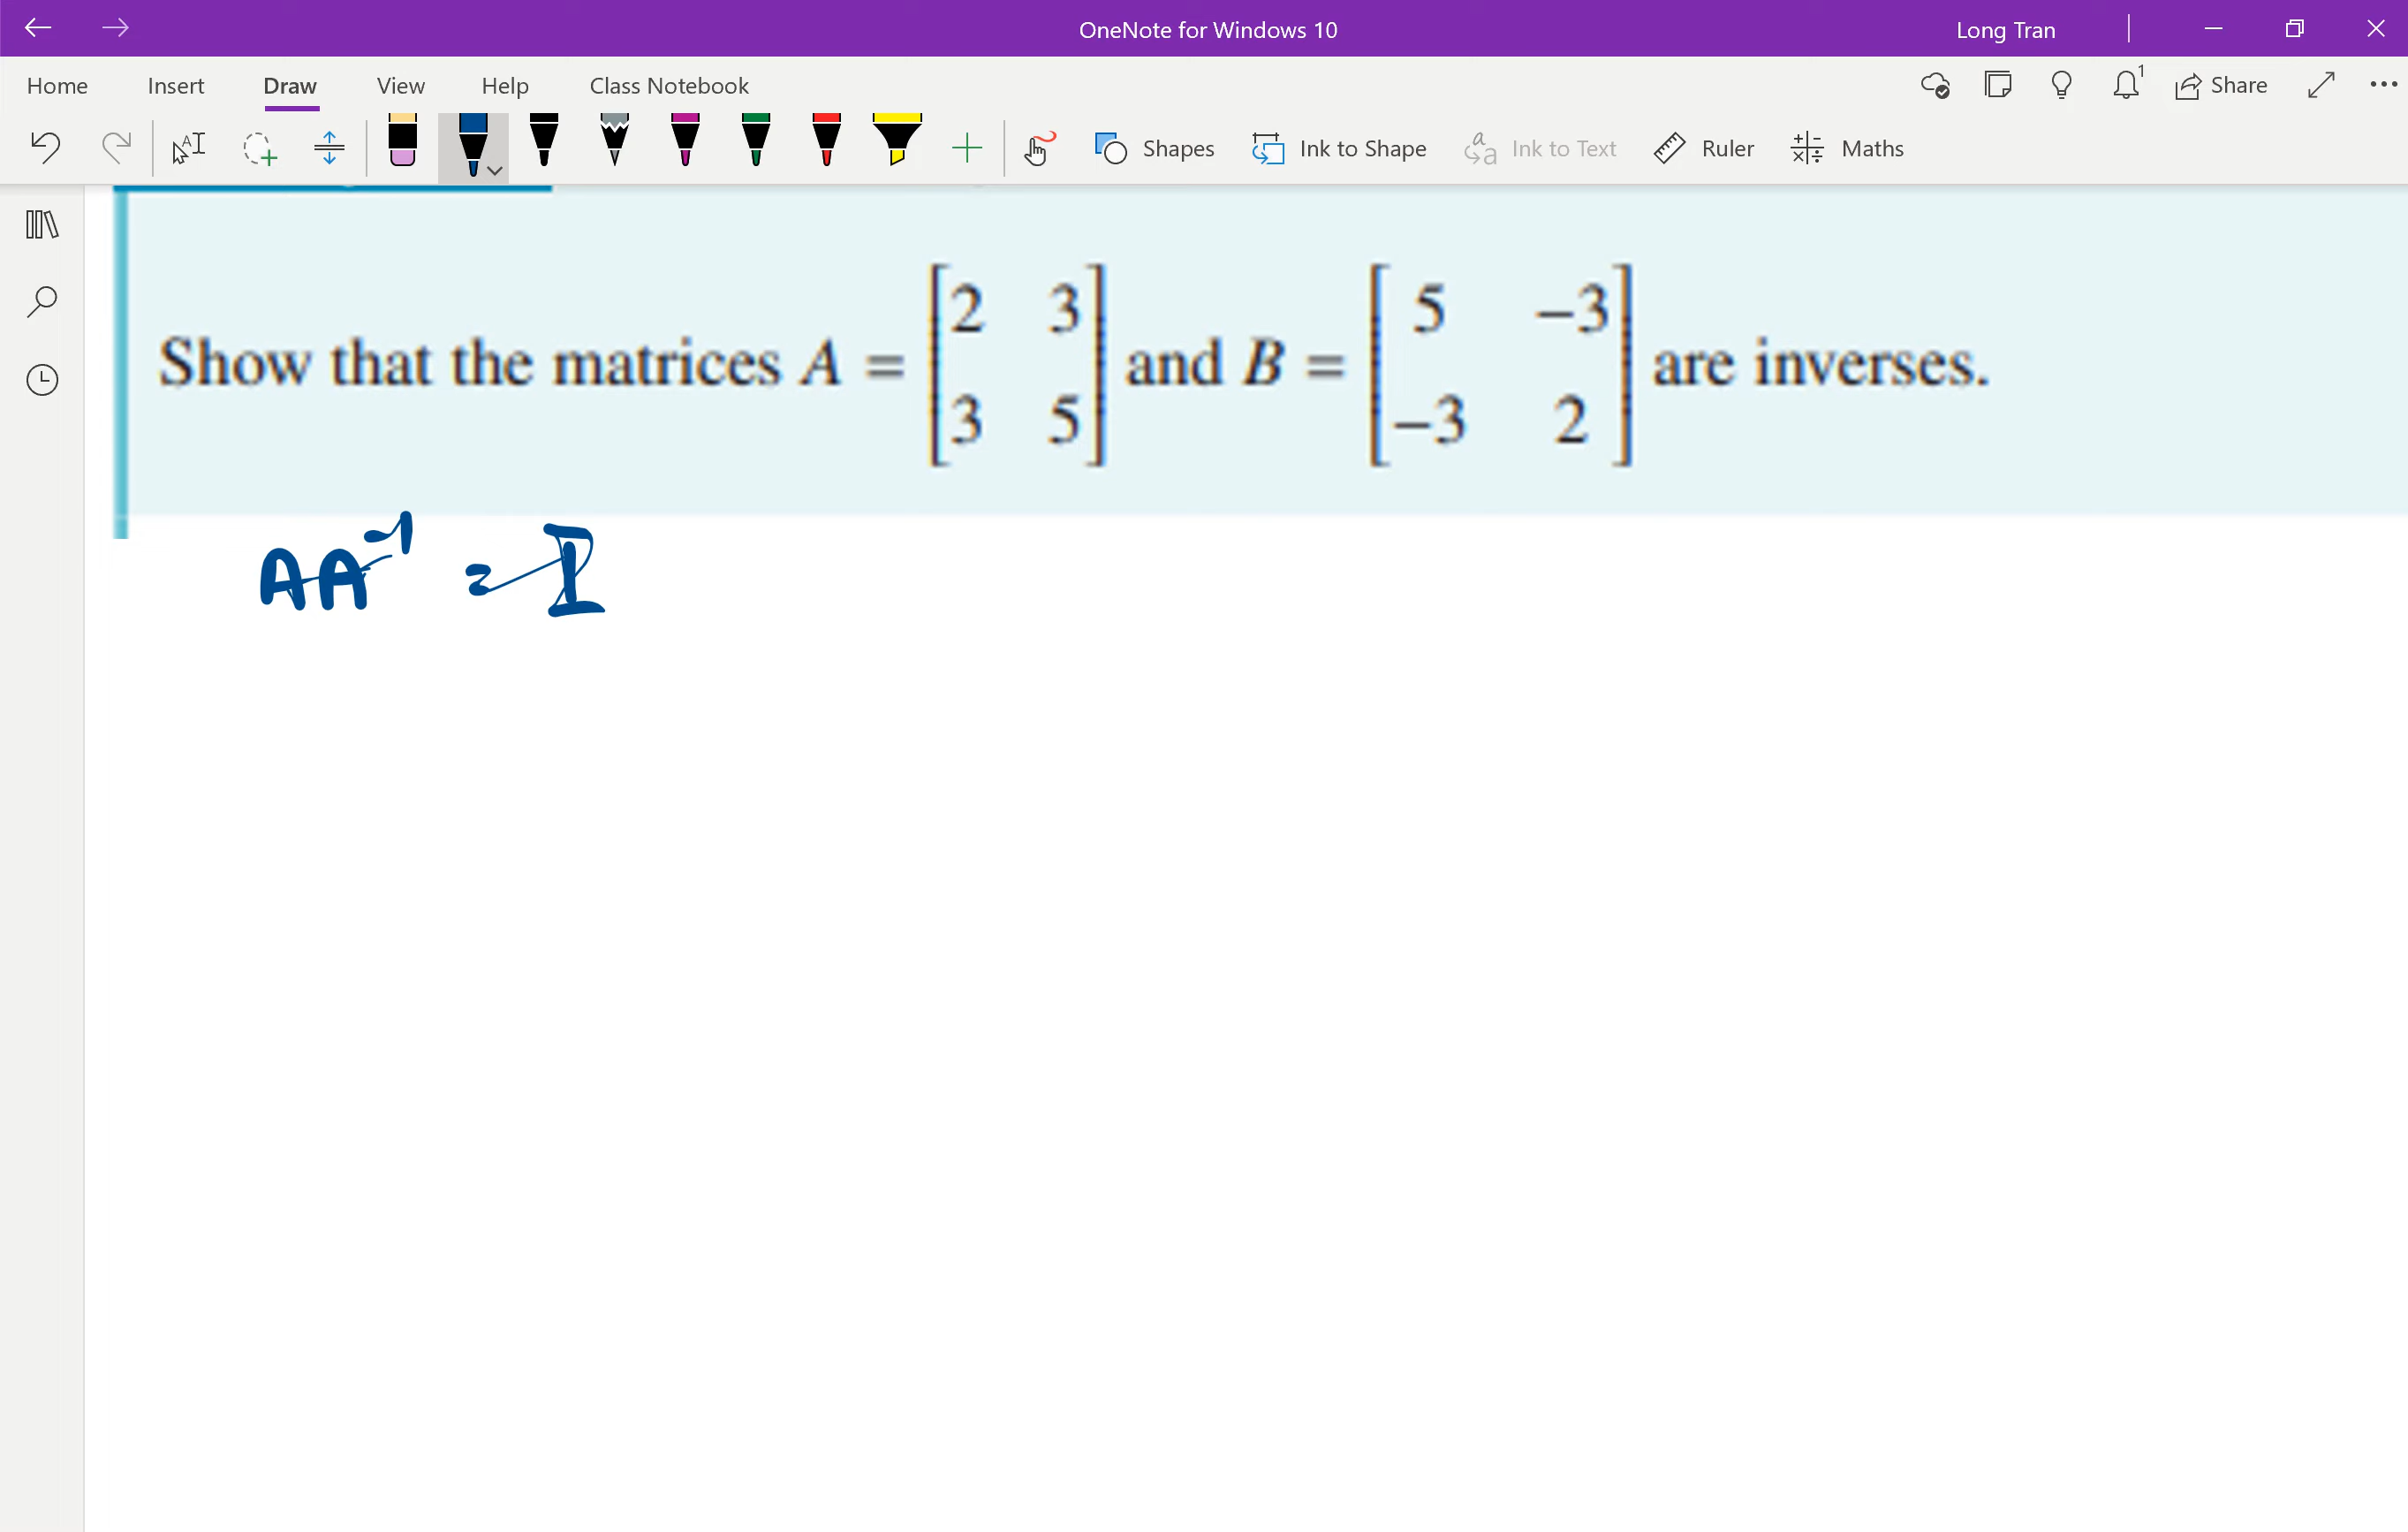 OneNote for Windows 10 Long Tran
Home Insert Draw View Help Class Notebook 1 Share
Shapes Ink to Shape Ink to Text Ruler Maths
Show that the matrices A = [2 3; 3 5] and B = [5 −3; −3 2] are inverses.
AA⁻¹ = I